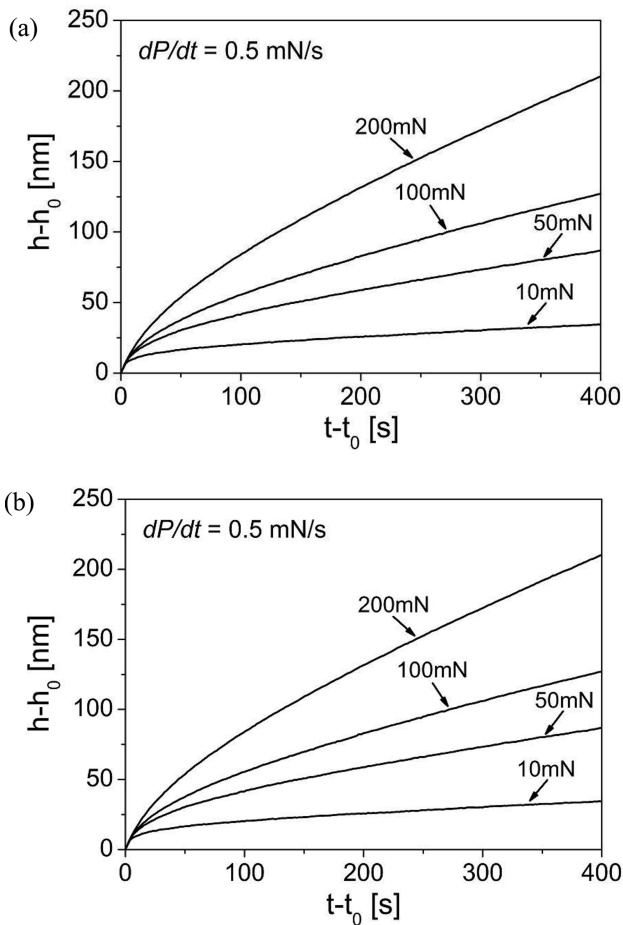 (a)
250
200
150
100
50
0
h-h₀ [nm]
dP/dt = 0.5 mN/s
200mN
100mN
50mN
10mN
0 100 200 300 400
t-t₀ [s]
(b)
250
200
150
100
50
0
h-h₀ [nm]
dP/dt = 0.5 mN/s
200mN
100mN
50mN
10mN
0 100 200 300 400
t-t₀ [s]